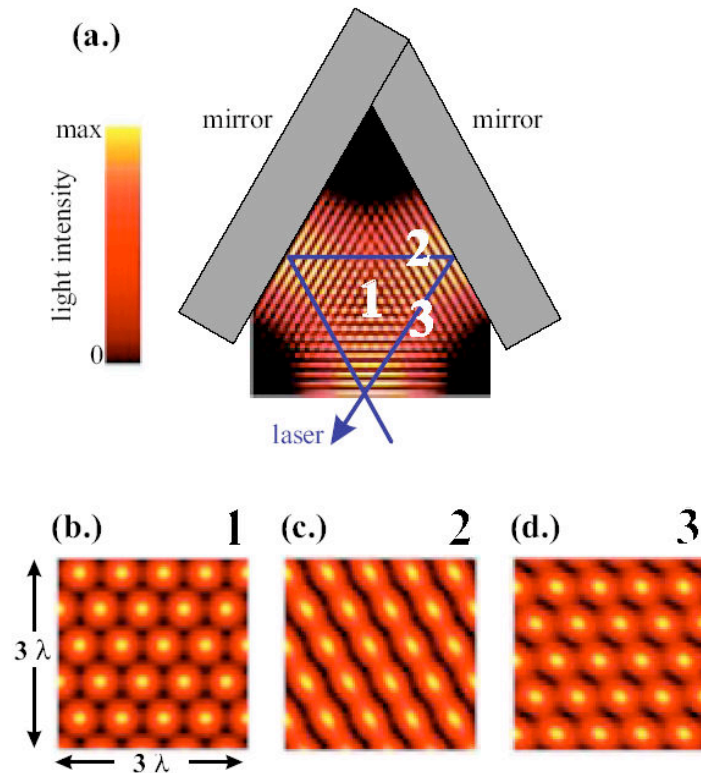 (a.)
mirror
mirror
max
light intensity
0
2
1
3
laser
(b.) 1
(c.) 2
(d.) 3
3 λ
3 λ